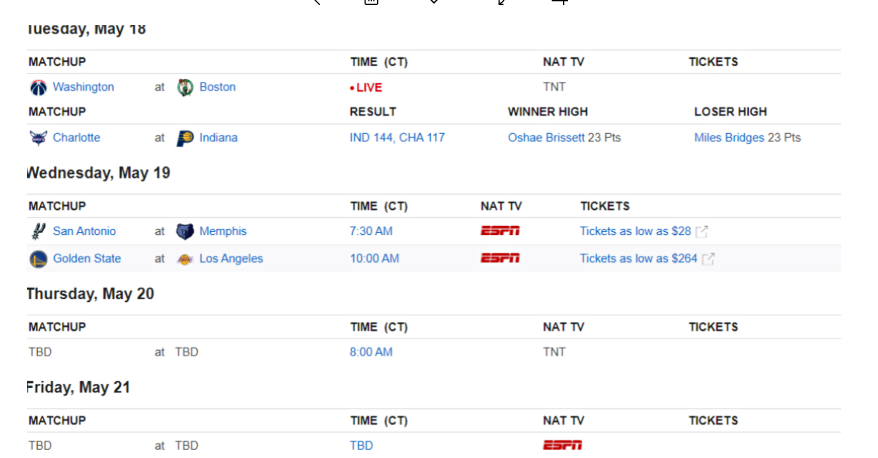 Tuesday, May 18
MATCHUP TIME (CT) NAT TV TICKETS
Washington at Boston • LIVE TNT
MATCHUP RESULT WINNER HIGH LOSER HIGH
Charlotte at Indiana IND 144, CHA 117 Oshae Brissett 23 Pts Miles Bridges 23 Pts
Wednesday, May 19
MATCHUP TIME (CT) NAT TV TICKETS
San Antonio at Memphis 7:30 AM ESPN Tickets as low as $28
Golden State at Los Angeles 10:00 AM ESPN Tickets as low as $264
Thursday, May 20
MATCHUP TIME (CT) NAT TV TICKETS
TBD at TBD 8:00 AM TNT
Friday, May 21
MATCHUP TIME (CT) NAT TV TICKETS
TBD at TBD TBD ESPN